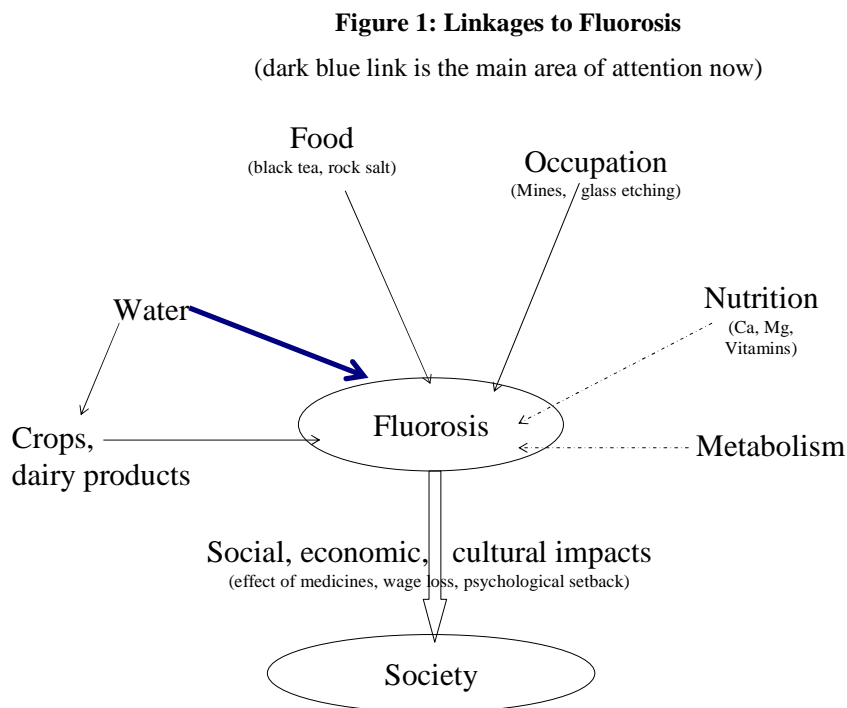 Figure 1: Linkages to Fluorosis
(dark blue link is the main area of attention now)
Food
(black tea, rock salt)
Occupation
(Mines, glass etching)
Water
Nutrition
(Ca, Mg,
Vitamins)
Fluorosis
Crops,
dairy products
Metabolism
Social, economic, cultural impacts
(effect of medicines, wage loss, psychological setback)
Society